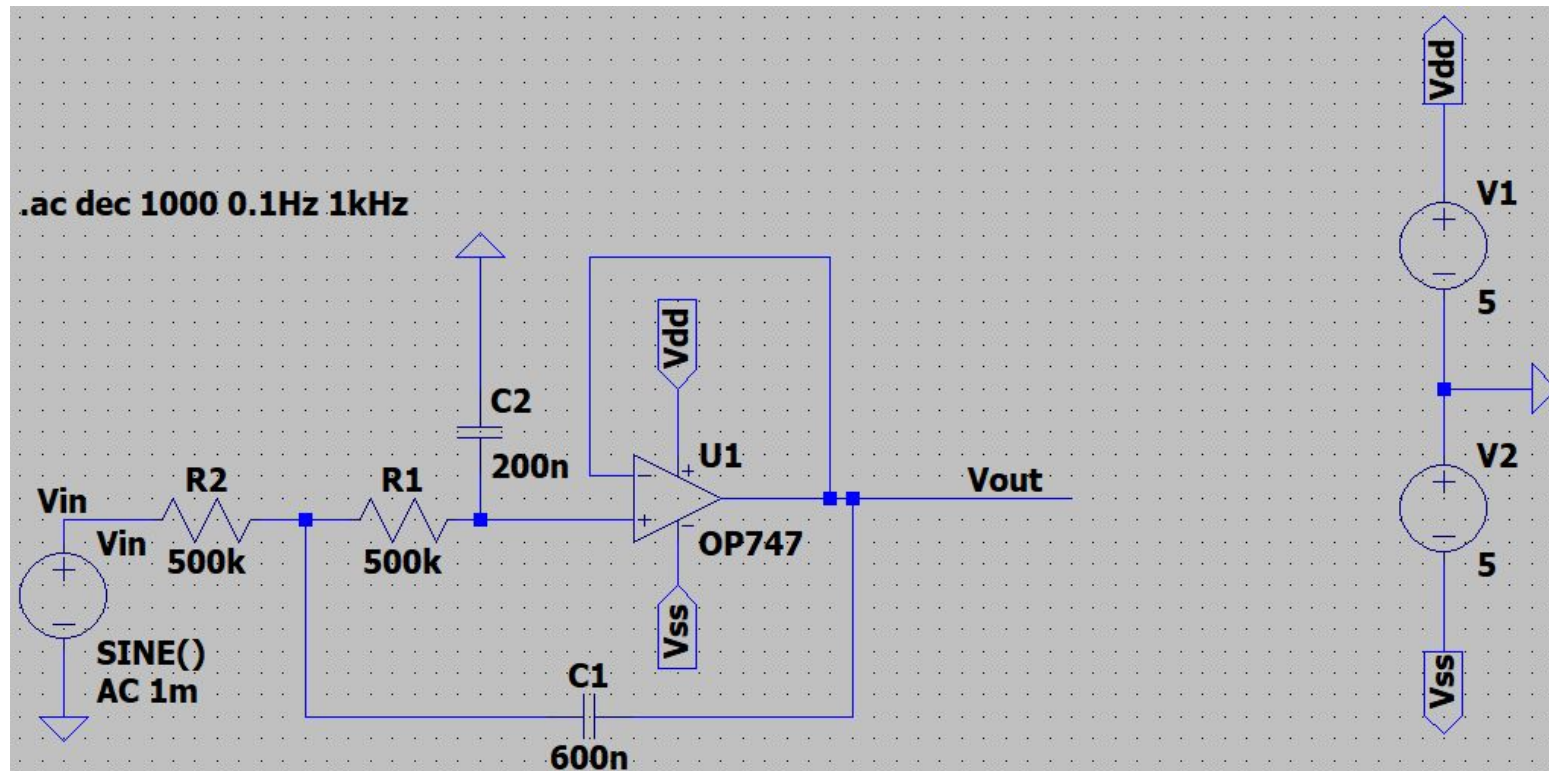 Vdd
V1
5
.ac dec 1000 0.1Hz 1kHz
Vdd
C2
200n
U1
OP747
R2
500k
R1
500k
Vin
Vin
Vout
V2
5
SINE()
AC 1m
Vss
C1
600n
Vss